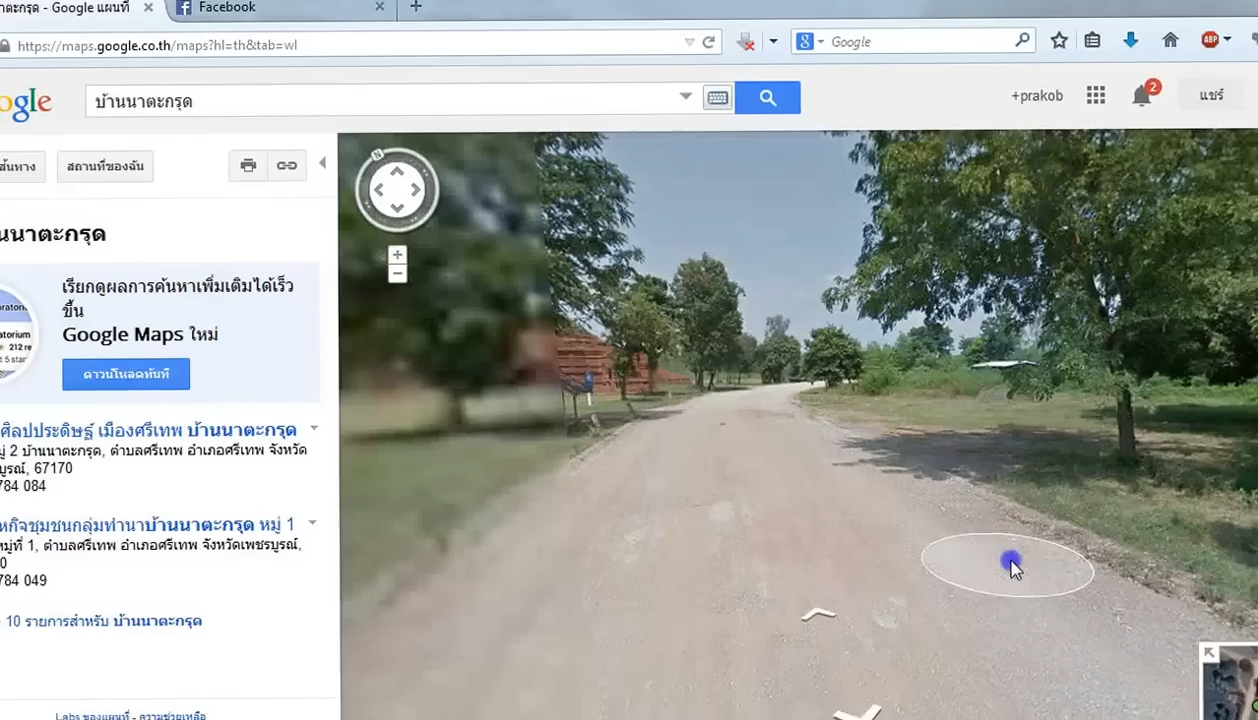 ตะกรุด - Google แผนที่
Facebook
https://maps.google.co.th/maps?hl=th&tab=wl
Google
ABP
ogle
บ้านนาตะกรุด
+prakob
2
แชร์
ส้นทาง
สถานที่ของฉัน
นนาตะกรุด
เรียกดูผลการค้นหาเพิ่มเติมได้เร็ว
ขึ้น
Google Maps ใหม่
ดาวน์โหลดทันที
ศิลปประดิษฐ์ เมืองศรีเทพ บ้านนาตะกรุด
หมู่ 2 บ้านนาตะกรุด, ตำบลศรีเทพ อำเภอศรีเทพ จังหวัด
บูรณ์, 67170
784 084
หกิจชุมชนกลุ่มทำนาบ้านนาตะกรุด หมู่ 1
หมู่ที่ 1, ตำบลศรีเทพ อำเภอศรีเทพ จังหวัดเพชรบูรณ์,
0
784 049
10 รายการสำหรับ บ้านนาตะกรุด
Labs ของแผนที่ - ความช่วยเหลือ